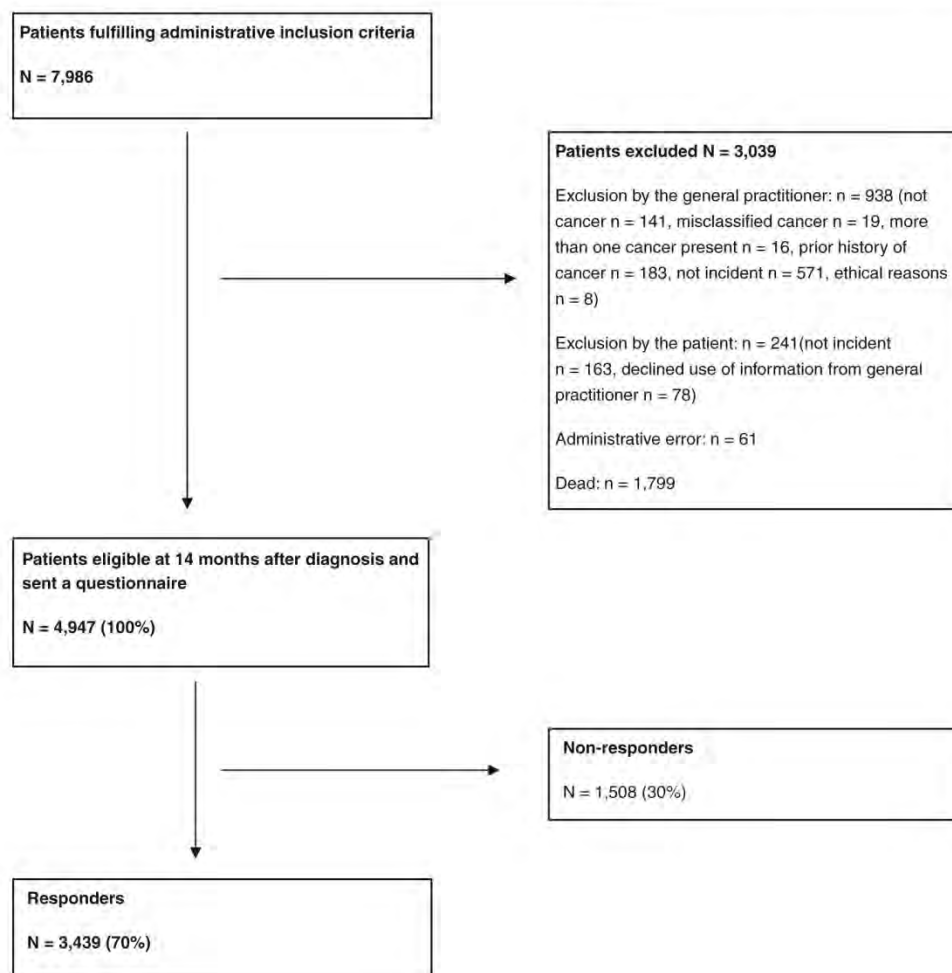 Patients fulfilling administrative inclusion criteria
N = 7,986
Patients excluded N = 3,039
Exclusion by the general practitioner: n = 938 (not
cancer n = 141, misclassified cancer n = 19, more
than one cancer present n = 16, prior history of
cancer n = 183, not incident n = 571, ethical reasons
n = 8)
Exclusion by the patient: n = 241(not incident
n = 163, declined use of information from general
practitioner n = 78)
Administrative error: n = 61
Dead: n = 1,799
Patients eligible at 14 months after diagnosis and
sent a questionnaire
N = 4,947 (100%)
Non-responders
N = 1,508 (30%)
Responders
N = 3,439 (70%)